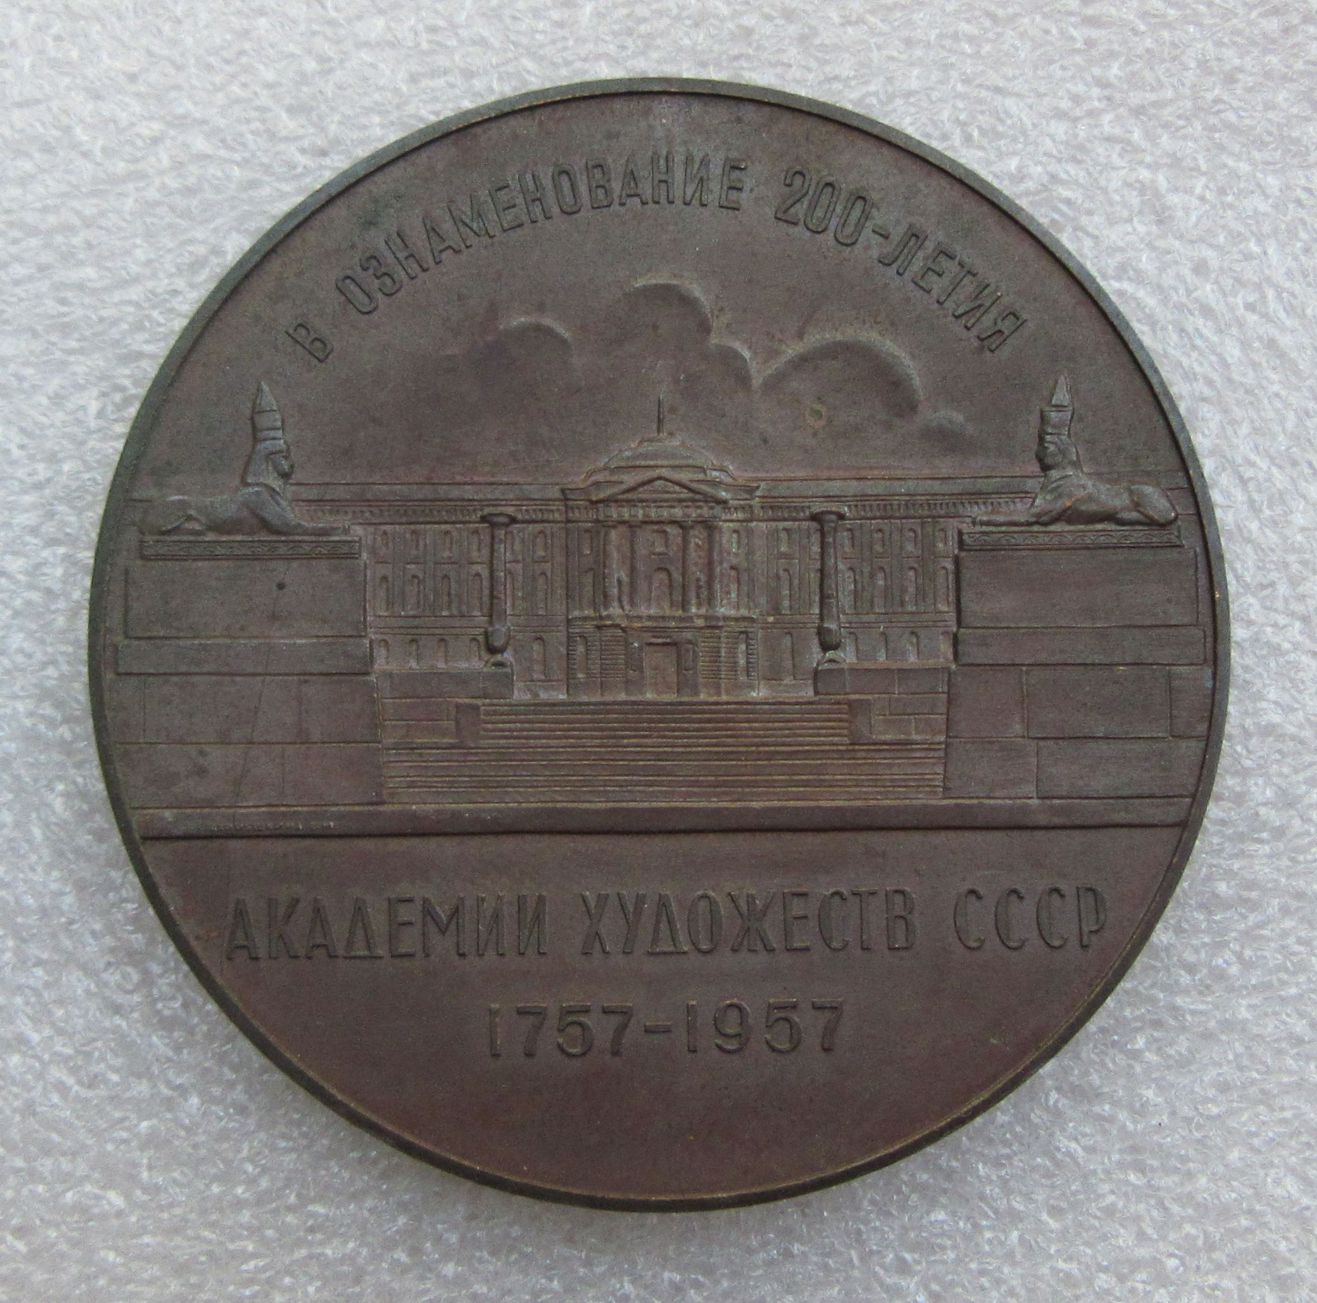 В ОЗНАМЕНОВАНИЕ 200-ЛЕТИЯ
АКАДЕМИИ ХУДОЖЕСТВ СССР
1757-1957